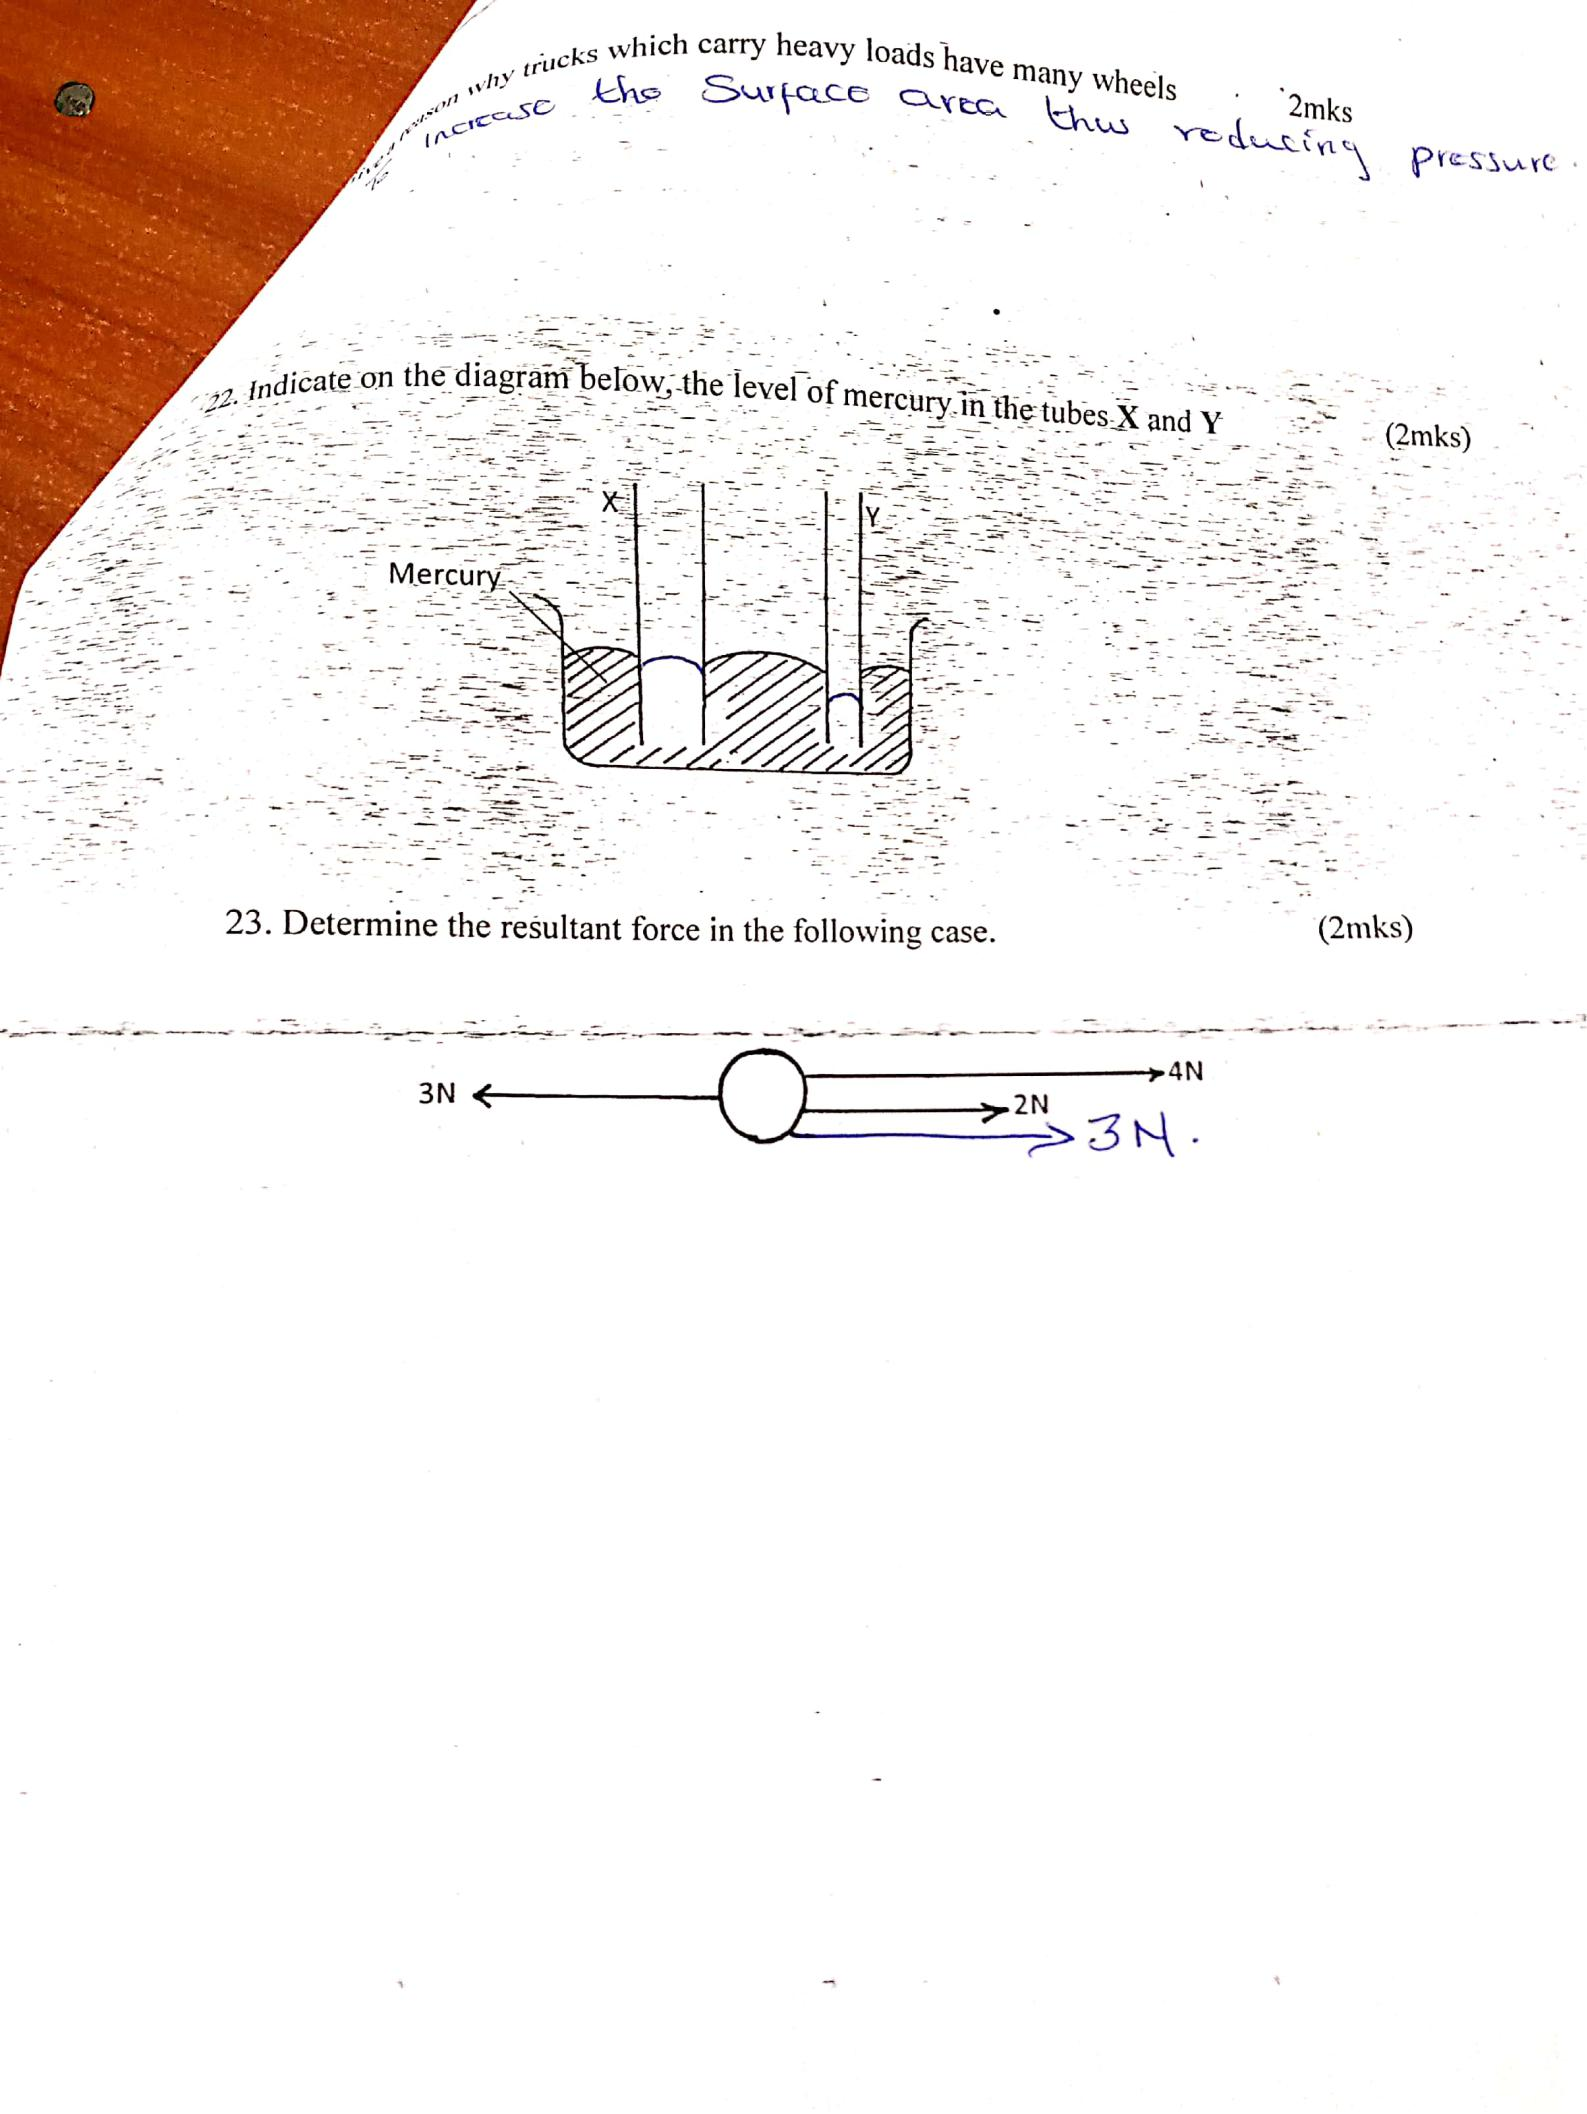 reason why trucks which carry heavy loads have many wheels 2mks
increase the surface area thus reducing pressure.
22. Indicate on the diagram below, the level of mercury in the tubes X and Y (2mks)
X Y
Mercury
23. Determine the resultant force in the following case. (2mks)
3N 4N
2N
3N.